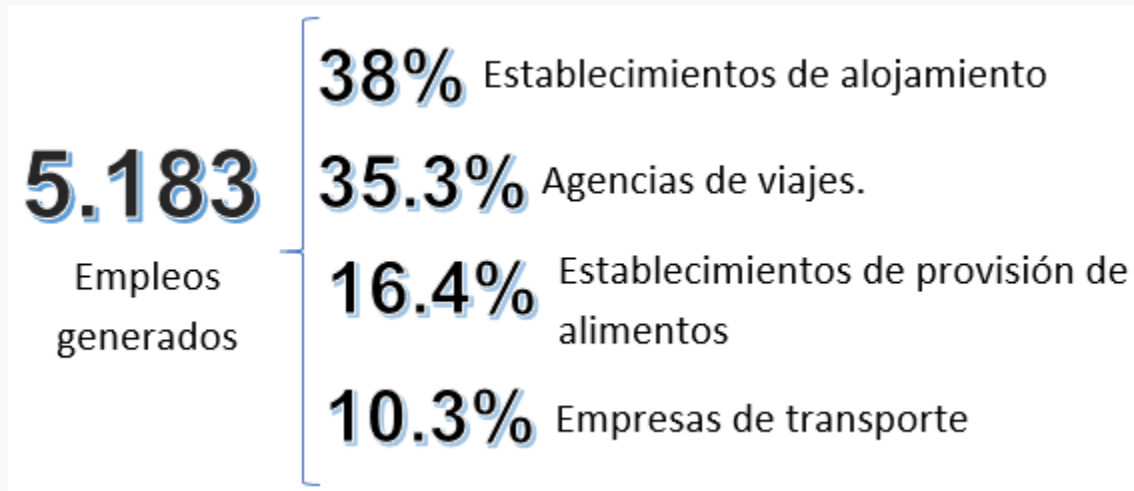 5.183
Empleos
generados
38% Establecimientos de alojamiento
35.3% Agencias de viajes.
16.4% Establecimientos de provisión de
alimentos
10.3% Empresas de transporte